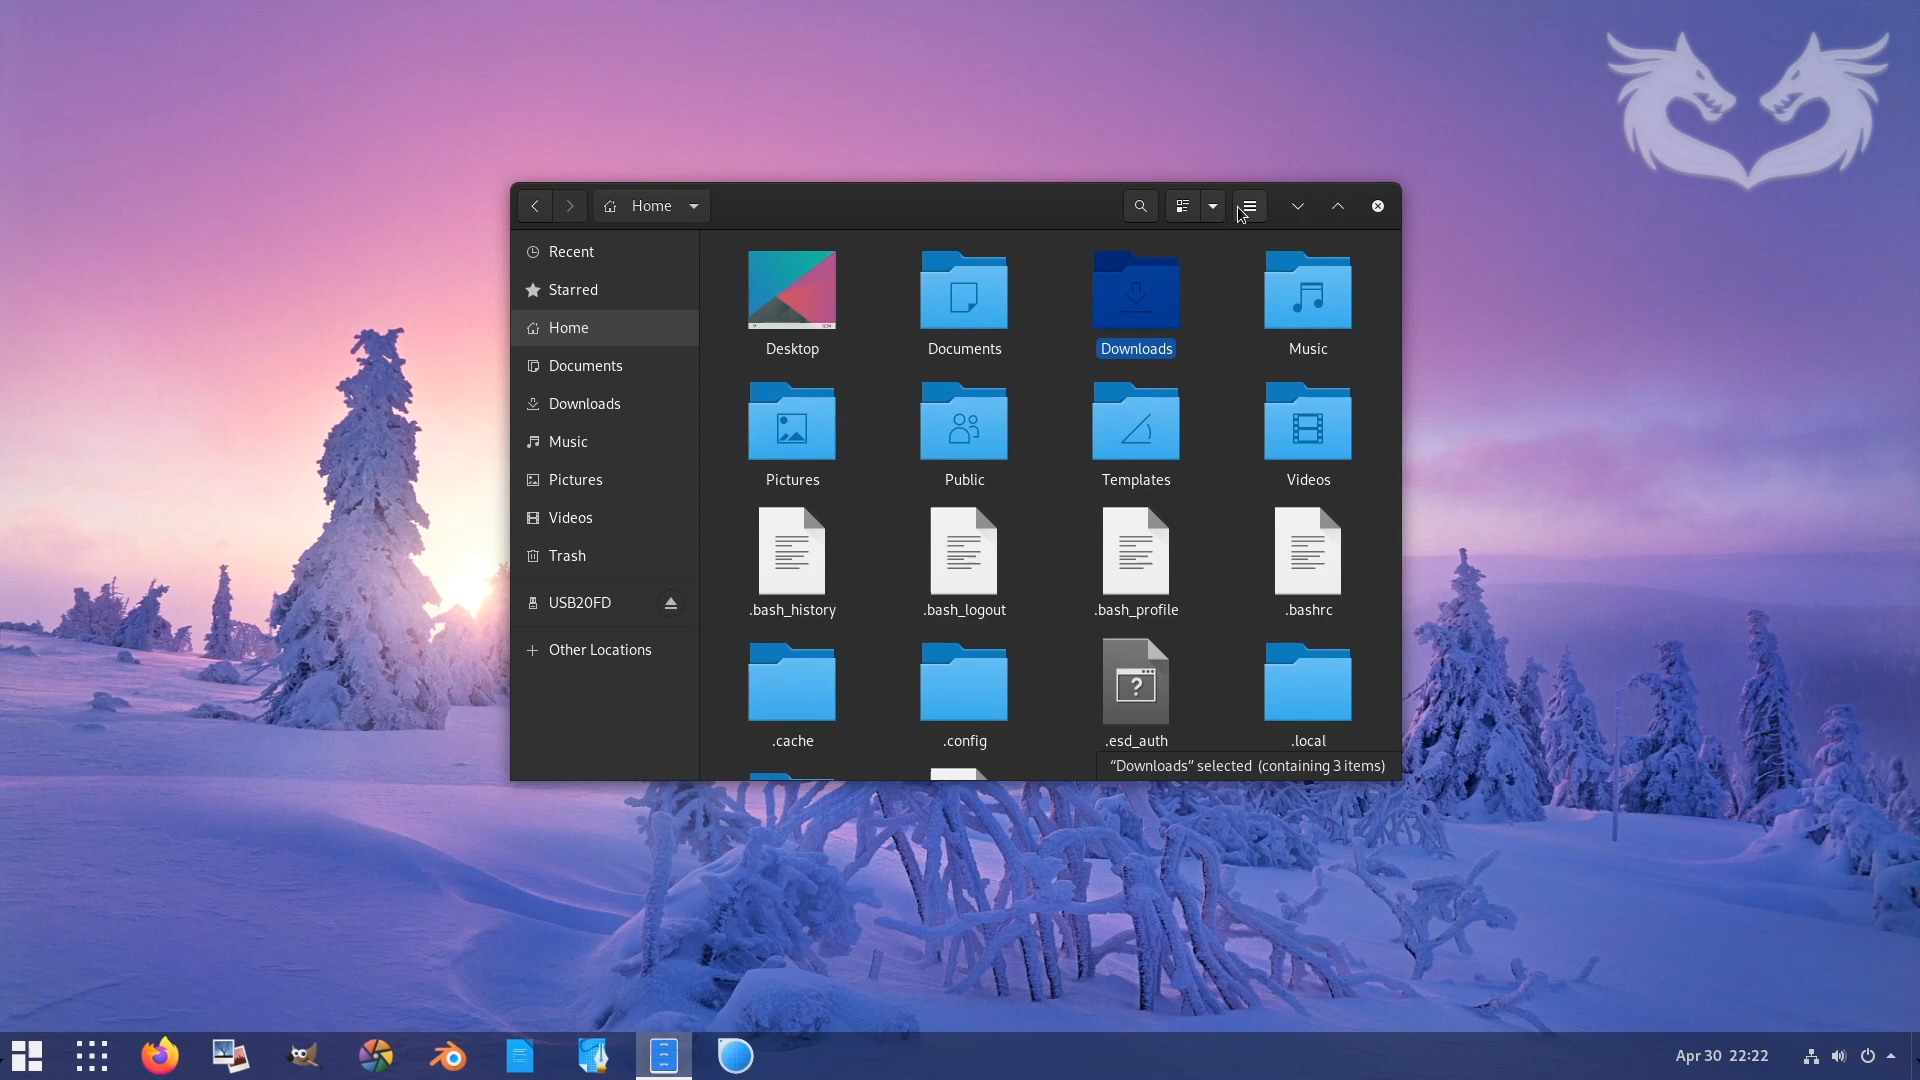 Home
Recent
Starred
Home
Documents
Downloads
Music
Pictures
Videos
Trash
USB20FD
Other Locations
Desktop
Documents
Downloads
Music
Pictures
Public
Templates
Videos
.bash_history
.bash_logout
.bash_profile
.bashrc
.cache
.config
.esd_auth
.local
“Downloads” selected (containing 3 items)
Apr 30 22:22